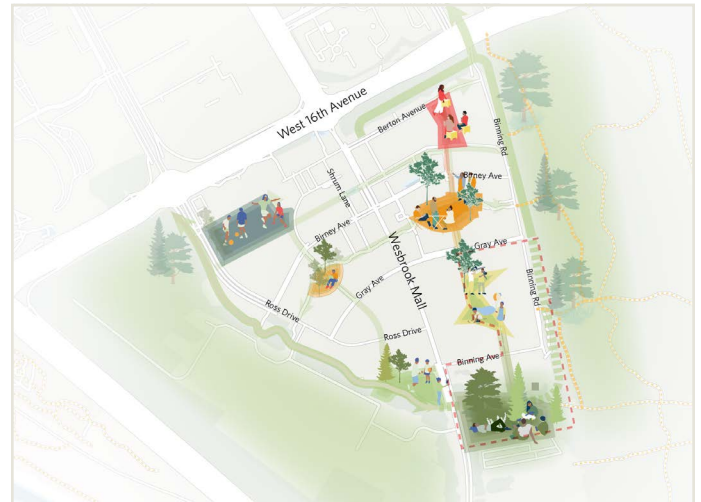 West 16th Avenue
Berton Avenue
Binning Rd
Shrum Lane
Birney Ave
Birney Ave
Wesbrook Mall
Gray Ave
Gray Ave
Binning Rd
Ross Drive
Ross Drive
Binning Ave